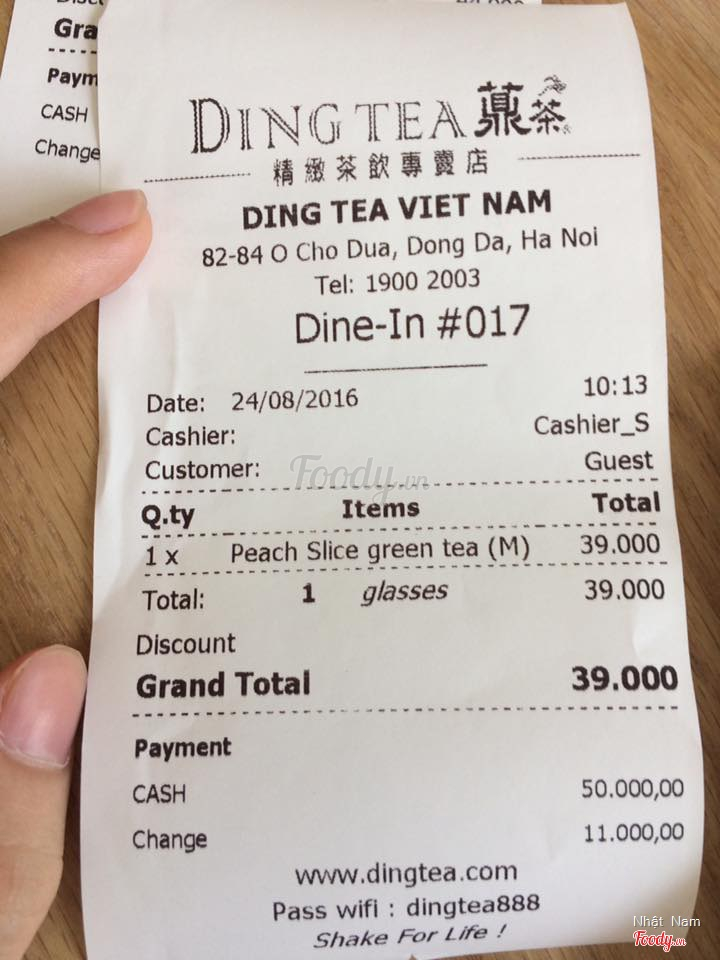 Gra
Paym
CASH
Change
DING TEA 薡茶
精緻茶飲專賣店
DING TEA VIET NAM
82-84 O Cho Dua, Dong Da, Ha Noi
Tel: 1900 2003
Dine-In #017
Date: 24/08/2016 10:13
Cashier: Cashier_S
Customer: Guest
Foody.vn
Q.ty Items Total
1 x Peach Slice green tea (M) 39.000
Total: 1 glasses 39.000
Discount
Grand Total 39.000
Payment
CASH 50.000,00
Change 11.000,00
www.dingtea.com
Pass wifi : dingtea888
Shake For Life !
Nhật Nam
Foody.vn